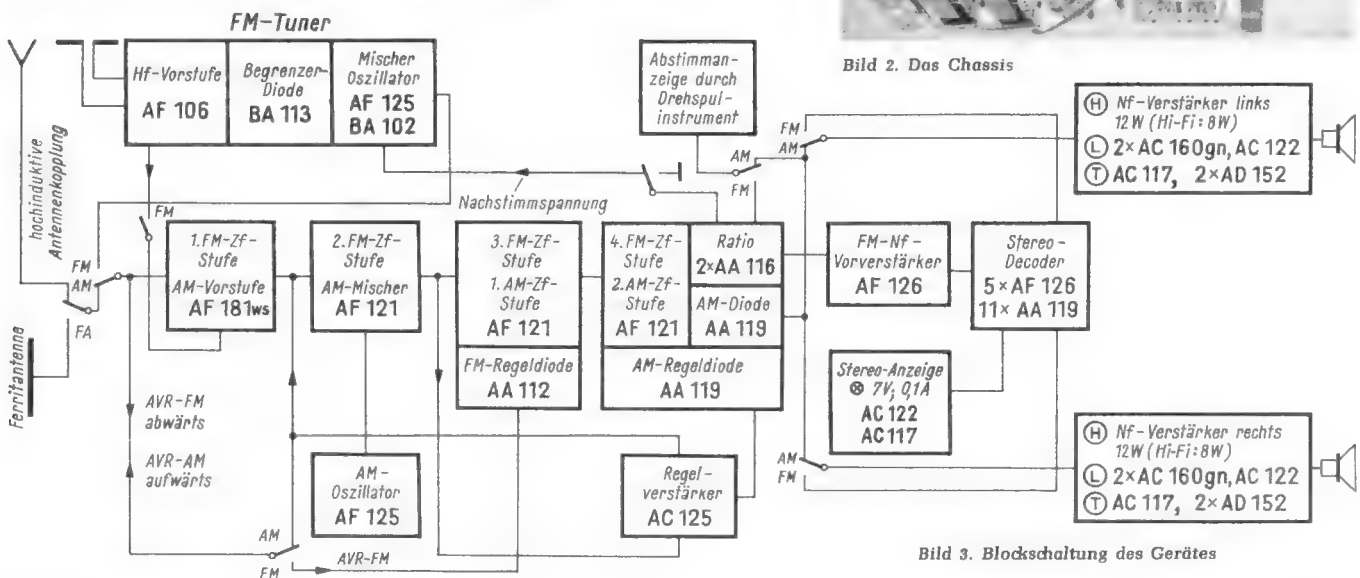 FM-Tuner
Hf-Vorstufe
AF 106
Begrenzer-
Diode
BA 113
Mischer
Oszillator
AF 125
BA 102
Abstimm-
anzeige durch
Drehspul-
instrument
Bild 2. Das Chassis
Ⓗ Nf-Verstärker links
12W (Hi-Fi: 8W)
Ⓛ 2×AC 160gn, AC 122
Ⓣ AC 117, 2×AD 152
FM
AM
AM
FM
Nachstimmspannung
hochinduktive
Antennenkopplung
FM
FM
AM
FA
Ferritantenne
1. FM-Zf-
Stufe
AM-Vorstufe
AF 181ws
2. FM-Zf-
Stufe
AM-Mischer
AF 121
3. FM-Zf-
Stufe
1. AM-Zf-
Stufe
AF 121
FM-Regeldiode
AA 112
4. FM-Zf-
Stufe
2. AM-Zf-
Stufe
AF 121
Ratio
2×AA 116
AM-Diode
AA 119
AM-Regeldiode
AA 119
FM-Nf-
Vorverstärker
AF 126
Stereo-
Decoder
5×AF 126
11× AA 119
Stereo-Anzeige
⊗ 7V; 0,1A
AC 122
AC 117
AVR-FM
abwärts
AVR-AM
aufwärts
AM-
Oszillator
AF 125
Regel-
verstärker
AC 125
AM
FM
AVR-FM
AM
FM
Ⓗ Nf-Verstärker rechts
12W (Hi-Fi: 8W)
Ⓛ 2×AC 160gn, AC 122
Ⓣ AC 117, 2×AD 152
Bild 3. Blockschaltung des Gerätes